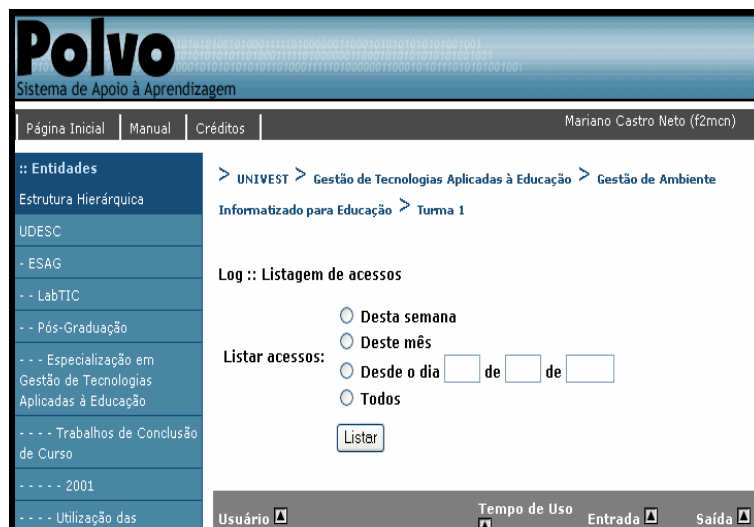 Polvo
Sistema de Apoio à Aprendizagem
Página Inicial
Manual
Créditos
Mariano Castro Neto (f2mcn)
:: Entidades
Estrutura Hierárquica
UDESC
- ESAG
- - LabTIC
- - Pós-Graduação
- - - Especialização em
Gestão de Tecnologias
Aplicadas à Educação
- - - - Trabalhos de Conclusão
de Curso
- - - - - 2001
- - - - Utilização das
> UNIVEST > Gestão de Tecnologias Aplicadas à Educação > Gestão de Ambiente
Informatizado para Educação > Turma 1
Log :: Listagem de acessos
Listar acessos:
Desta semana
Deste mês
Desde o dia de de
Todos
Listar
Usuário
Tempo de Uso
Entrada
Saída